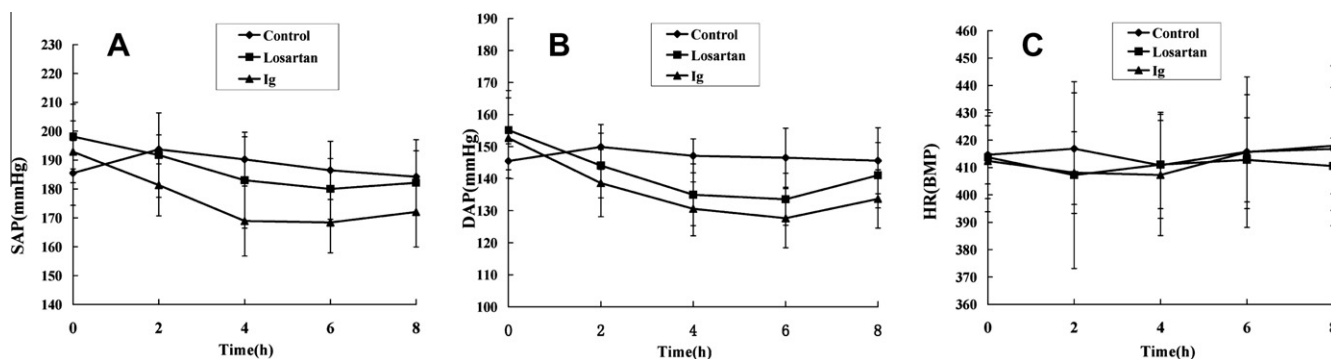 A
Control
Losartan
Ig
SAP(mmHg)
230
220
210
200
190
180
170
160
150
140
0 2 4 6 8
Time(h)
B
Control
Losartan
Ig
DAP(mmHg)
190
180
170
160
150
140
130
120
110
100
0 2 4 6 8
Time(h)
C
Control
Losartan
Ig
HR(BMP)
460
450
440
430
420
410
400
390
380
370
360
0 2 4 6 8
Time(h)